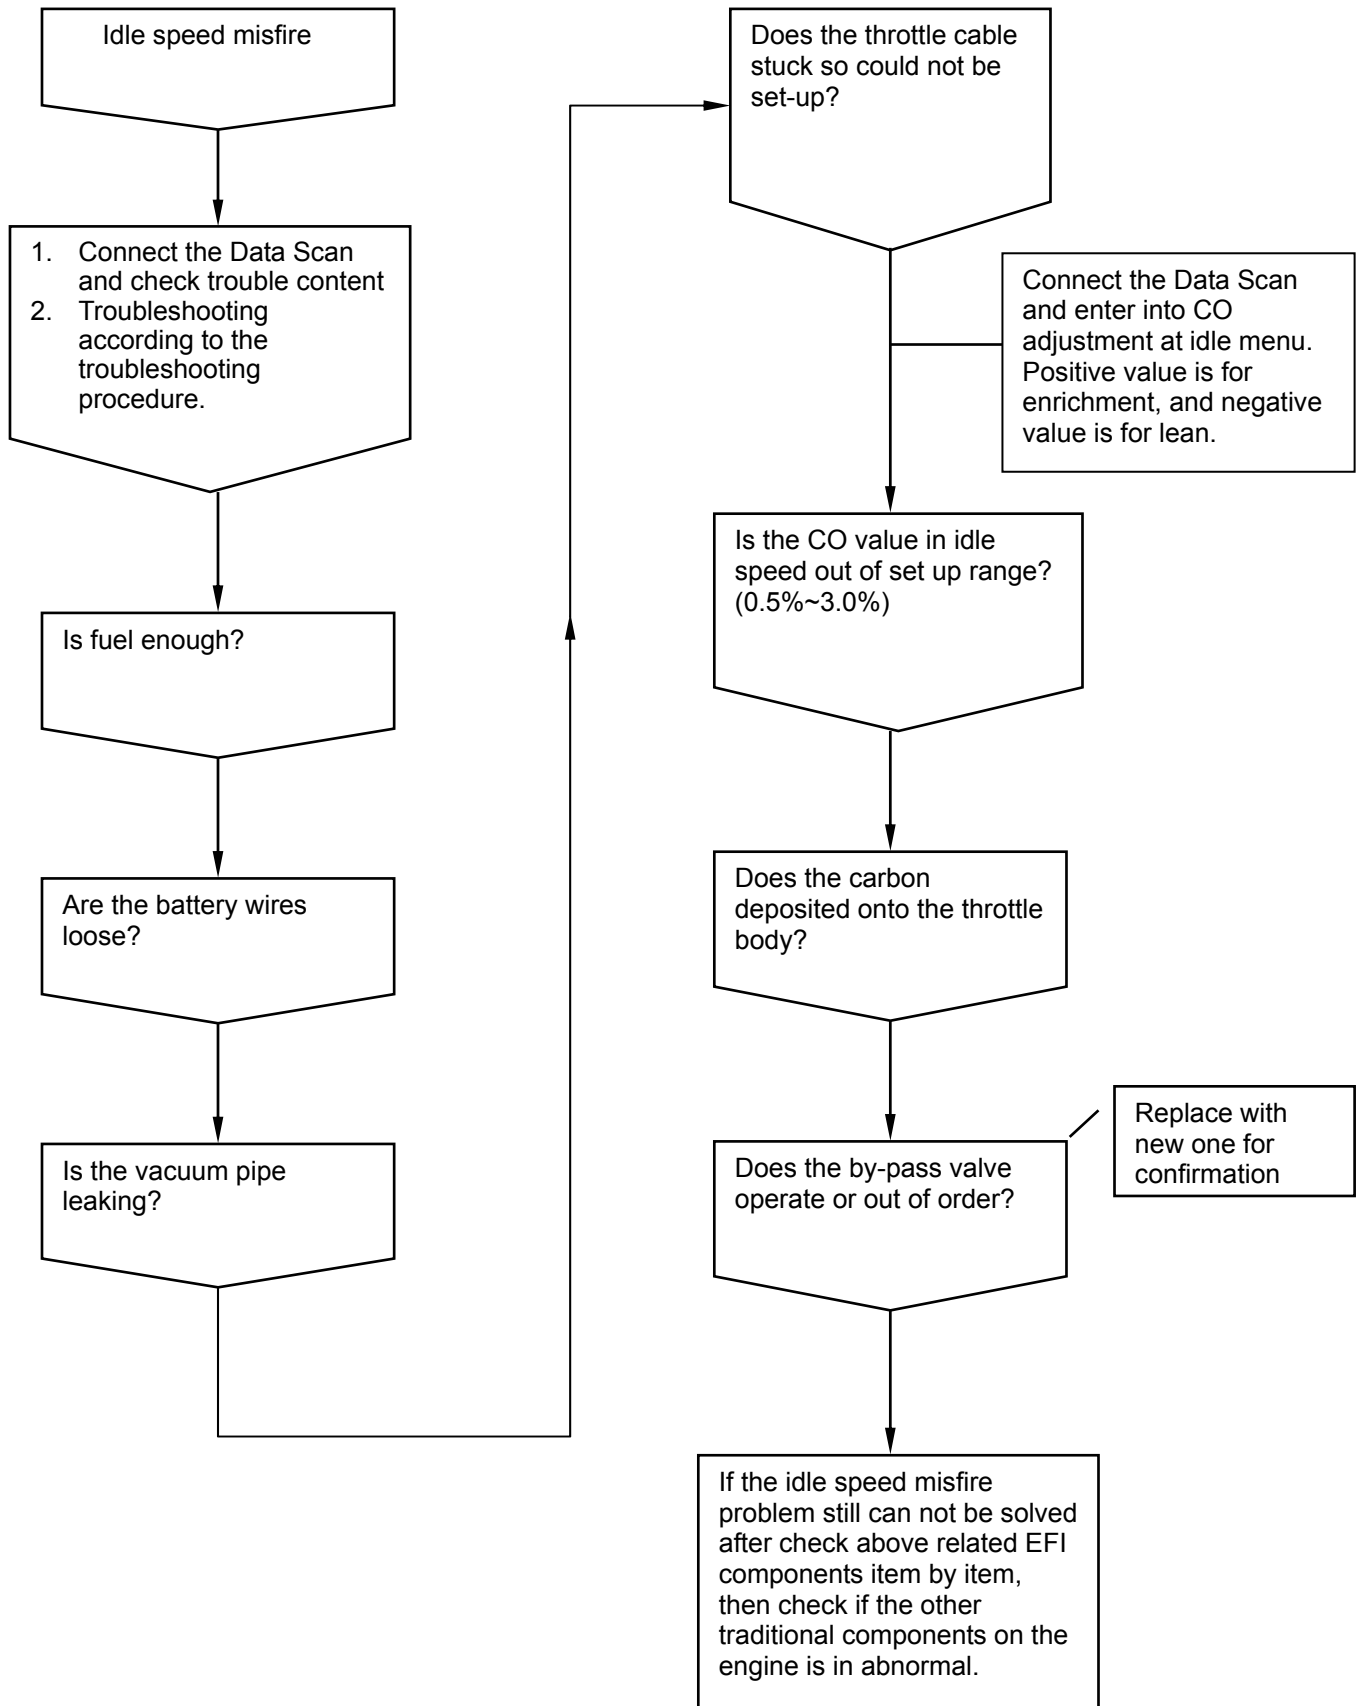 Idle speed misfire
1. Connect the Data Scan
and check trouble content
2. Troubleshooting
according to the
troubleshooting
procedure.
Is fuel enough?
Are the battery wires
loose?
Is the vacuum pipe
leaking?
Does the throttle cable
stuck so could not be
set-up?
Connect the Data Scan
and enter into CO
adjustment at idle menu.
Positive value is for
enrichment, and negative
value is for lean.
Is the CO value in idle
speed out of set up range?
(0.5%~3.0%)
Does the carbon
deposited onto the throttle
body?
Does the by-pass valve
operate or out of order?
Replace with
new one for
confirmation
If the idle speed misfire
problem still can not be solved
after check above related EFI
components item by item,
then check if the other
traditional components on the
engine is in abnormal.